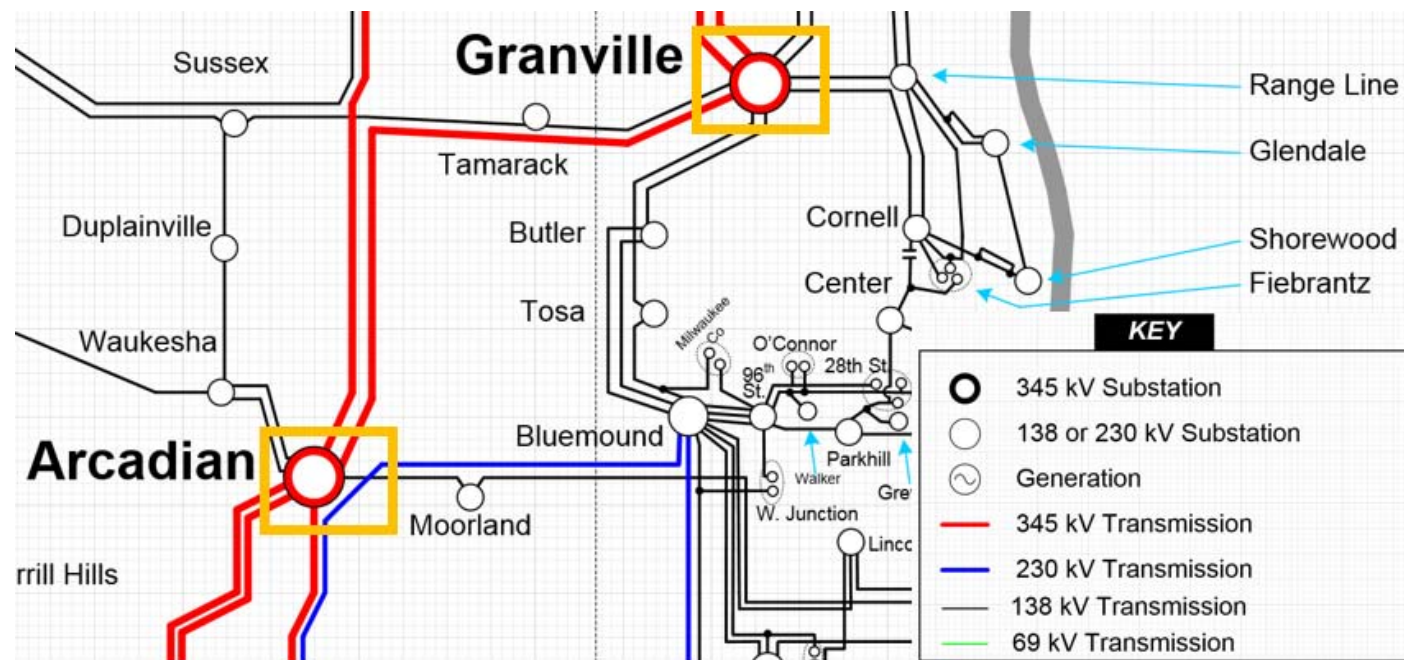 Sussex
Granville
Range Line
Tamarack
Glendale
Duplainville
Butler
Cornell
Shorewood
Center
Fiebrantz
Tosa
Waukesha
Milwaukee
Co
O'Connor
96th
St.
28th St.
KEY
345 kV Substation
138 or 230 kV Substation
Generation
345 kV Transmission
230 kV Transmission
138 kV Transmission
69 kV Transmission
Bluemound
Arcadian
Parkhill
Walker
Gre
Moorland
W. Junction
Linco
rrill Hills